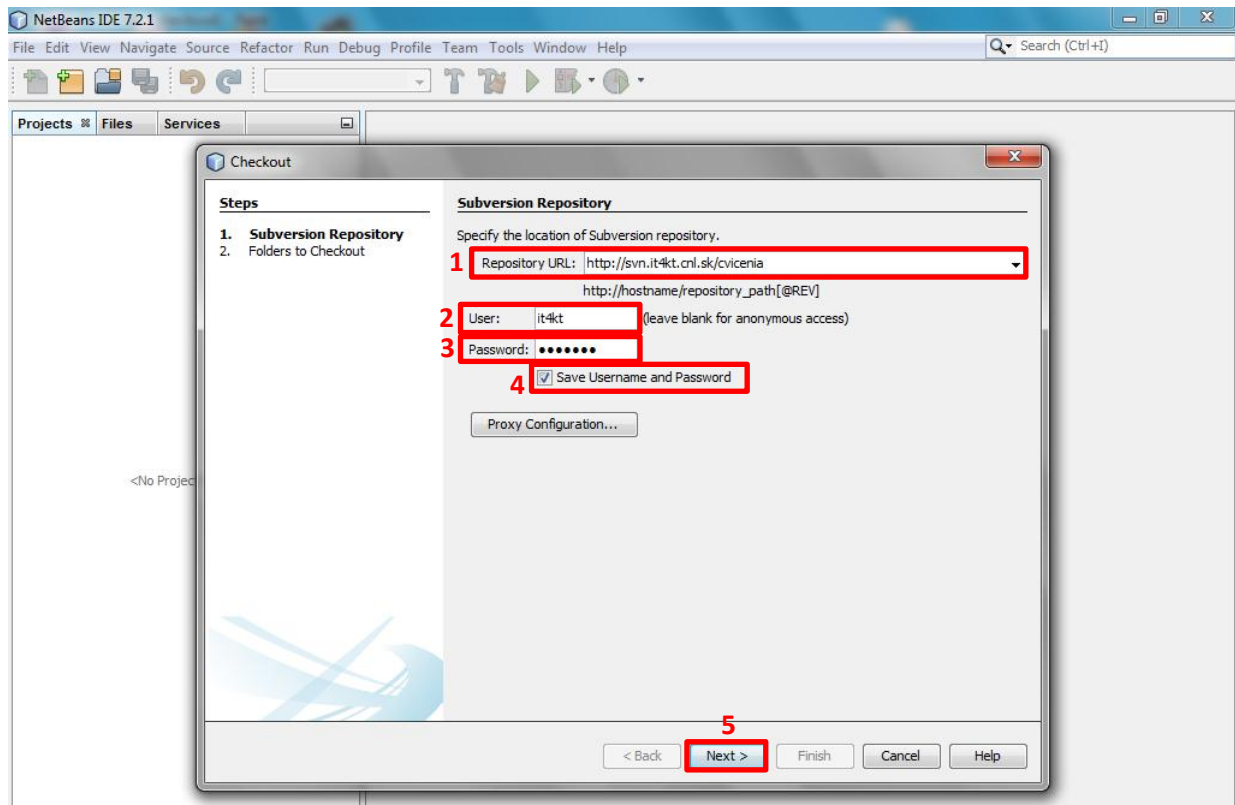 NetBeans IDE 7.2.1
File Edit View Navigate Source Refactor Run Debug Profile Team Tools Window Help
Search (Ctrl+I)
Projects Files Services
Checkout
Steps
1. Subversion Repository
2. Folders to Checkout
Subversion Repository
Specify the location of Subversion repository.
1 Repository URL: http://svn.it4kt.cnl.sk/cvicenia
http://hostname/repository_path[@REV]
2 User: it4kt (leave blank for anonymous access)
3 Password: •••••••
4 Save Username and Password
Proxy Configuration...
<No Projec
5
< Back Next > Finish Cancel Help